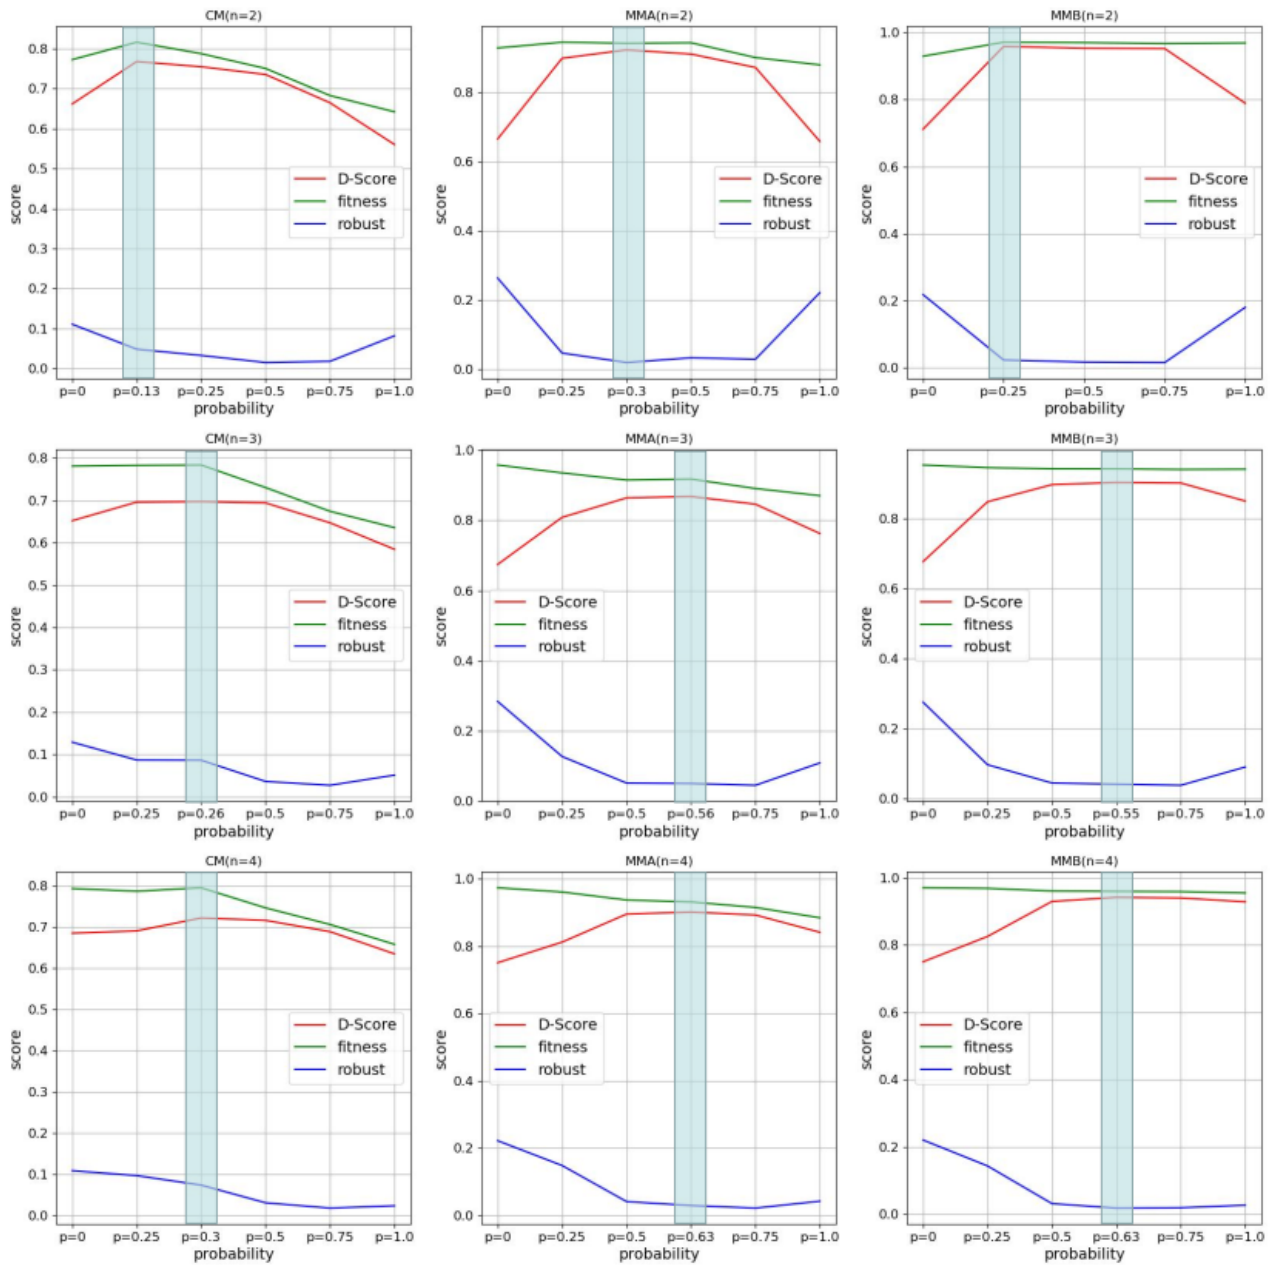 CM(n=2)
0.8
0.7
0.6
0.5
0.4
0.3
0.2
0.1
0.0
score
D-Score
fitness
robust
p=0 p=0.13 p=0.25 p=0.5 p=0.75 p=1.0
probability
MMA(n=2)
0.8
0.6
0.4
0.2
0.0
score
D-Score
fitness
robust
p=0 p=0.25 p=0.3 p=0.5 p=0.75 p=1.0
probability
MMB(n=2)
1.0
0.8
0.6
0.4
0.2
0.0
score
D-Score
fitness
robust
p=0 p=0.25 p=0.5 p=0.75 p=1.0
probability
CM(n=3)
0.8
0.7
0.6
0.5
0.4
0.3
0.2
0.1
0.0
score
D-Score
fitness
robust
p=0 p=0.25 p=0.26 p=0.5 p=0.75 p=1.0
probability
MMA(n=3)
1.0
0.8
0.6
0.4
0.2
0.0
score
D-Score
fitness
robust
p=0 p=0.25 p=0.5 p=0.56 p=0.75 p=1.0
probability
MMB(n=3)
0.8
0.6
0.4
0.2
0.0
score
D-Score
fitness
robust
p=0 p=0.25 p=0.5 p=0.55 p=0.75 p=1.0
probability
CM(n=4)
0.8
0.7
0.6
0.5
0.4
0.3
0.2
0.1
0.0
score
D-Score
fitness
robust
p=0 p=0.25 p=0.3 p=0.5 p=0.75 p=1.0
probability
MMA(n=4)
1.0
0.8
0.6
0.4
0.2
0.0
score
D-Score
fitness
robust
p=0 p=0.25 p=0.5 p=0.63 p=0.75 p=1.0
probability
MMB(n=4)
1.0
0.8
0.6
0.4
0.2
0.0
score
D-Score
fitness
robust
p=0 p=0.25 p=0.5 p=0.63 p=0.75 p=1.0
probability